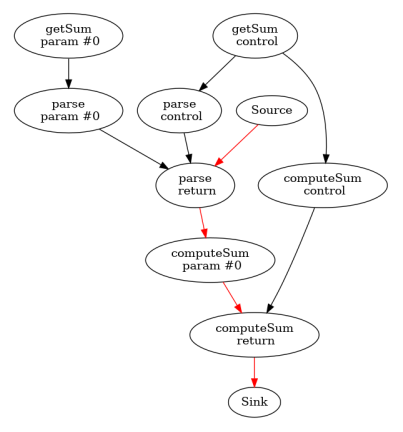 getSum
param #0
getSum
control
parse
param #0
parse
control
Source
parse
return
computeSum
control
computeSum
param #0
computeSum
return
Sink